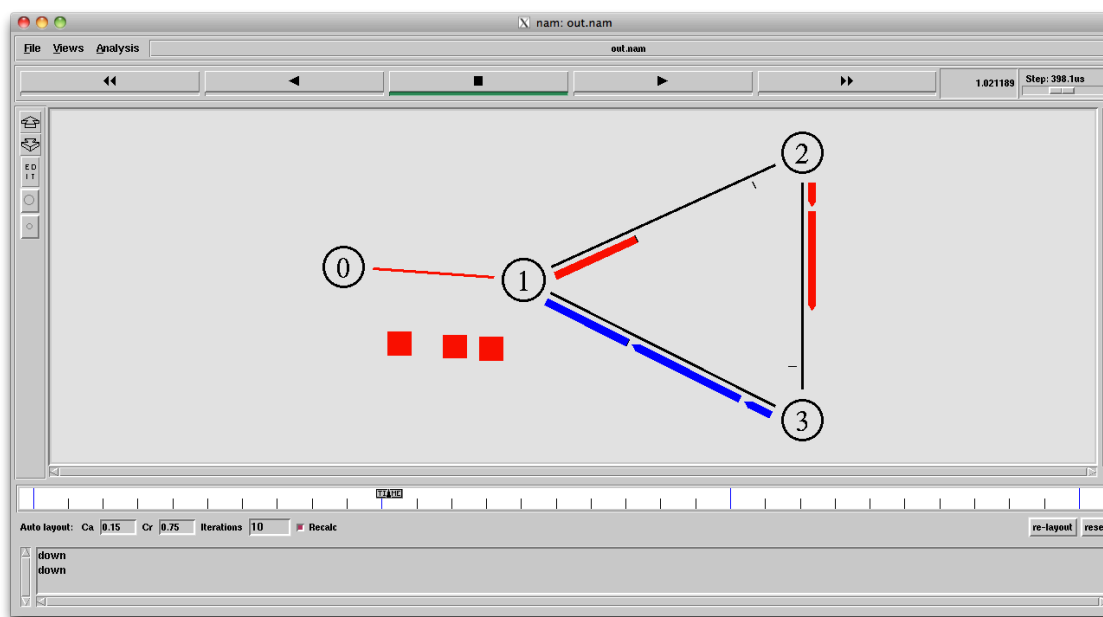 nam: out.nam
File Views Analysis out.nam
1.021189 Step: 398.1us
E D
I T
2
0
1
3
TIME
Auto layout: Ca 0.15 Cr 0.75 Iterations 10 Recalc re-layout rese
down
down